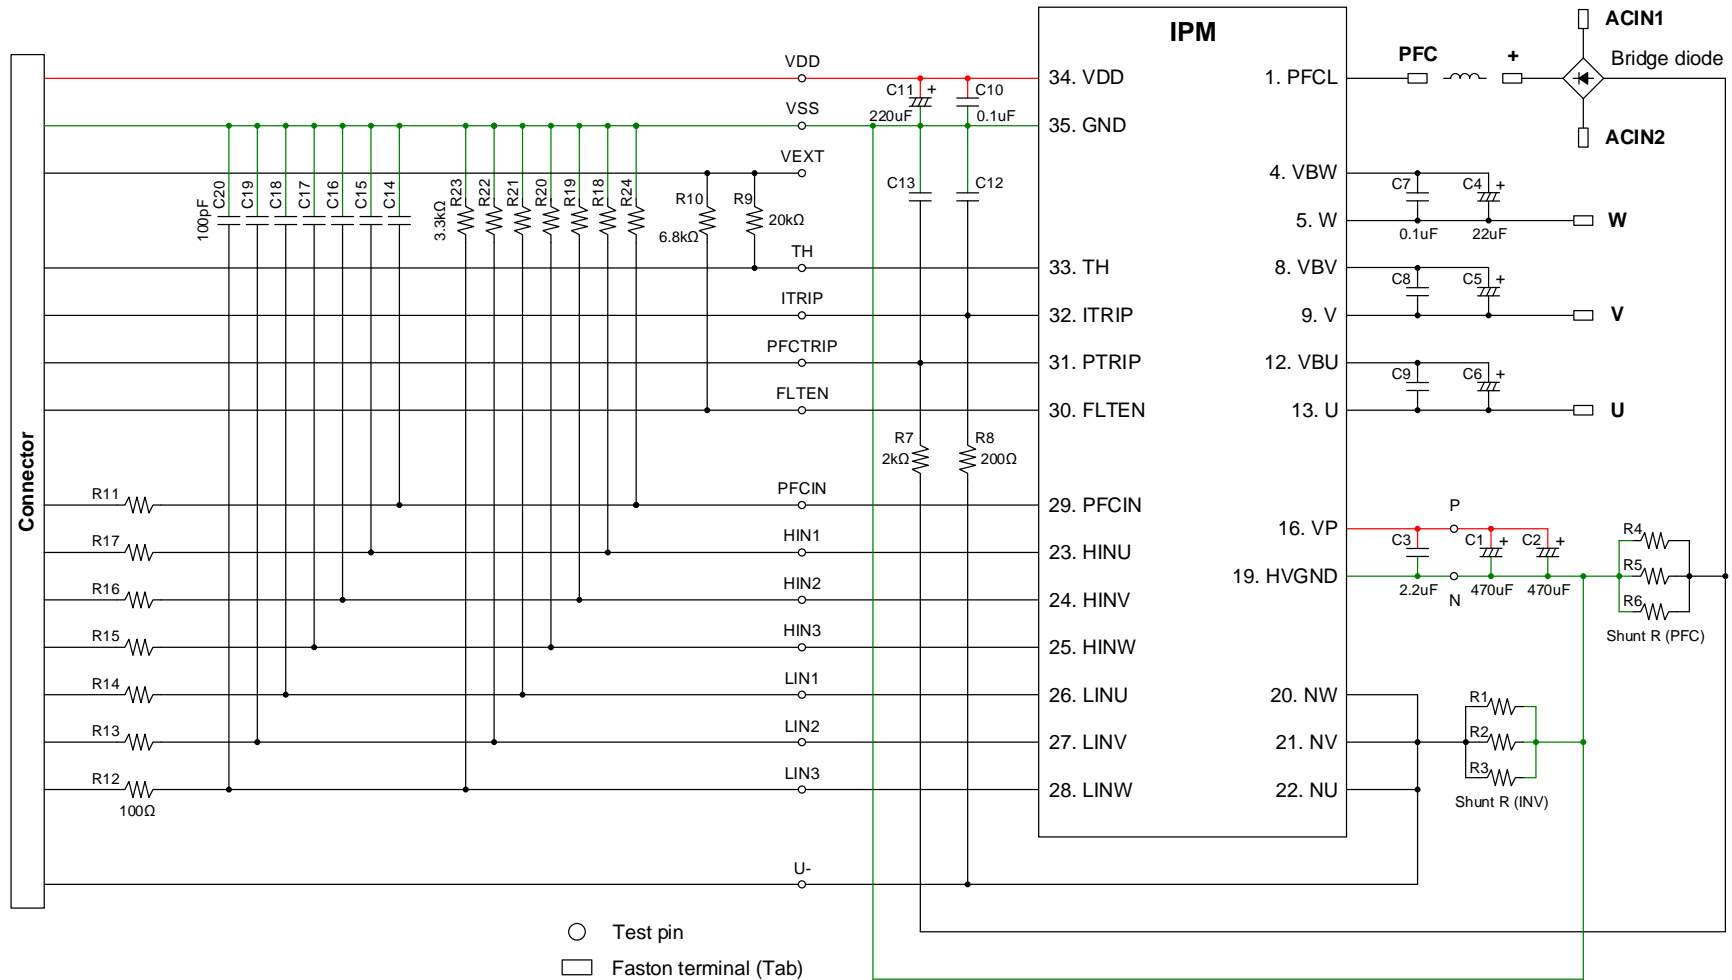 IPM
ACIN1
Bridge diode
PFC
+
ACIN2
Connector
VDD
34. VDD
1. PFCL
C11
+
220uF
C10
0.1uF
VSS
35. GND
VEXT
4. VBW
C7
C4
+
5. W
0.1uF
22uF
W
C20
100pF
C19
C18
C17
C16
C15
C14
R23
3.3kΩ
R22
R21
R20
R19
R18
R24
R10
6.8kΩ
R9
20kΩ
C13
C12
TH
33. TH
8. VBV
C8
C5
+
ITRIP
32. ITRIP
9. V
V
PFCTRIP
31. PTRIP
12. VBU
C9
C6
+
FLTEN
30. FLTEN
13. U
U
R7
2kΩ
R8
200Ω
R11
PFCIN
29. PFCIN
16. VP
P
C3
2.2uF
C1
+
470uF
C2
+
470uF
R4
R5
R6
Shunt R (PFC)
R17
HIN1
23. HINU
19. HVGND
N
R16
HIN2
24. HINV
R15
HIN3
25. HINW
R14
LIN1
26. LINU
20. NW
R1
R2
R3
Shunt R (INV)
R13
LIN2
27. LINV
21. NV
R12
100Ω
LIN3
28. LINW
22. NU
U-
Test pin
Faston terminal (Tab)